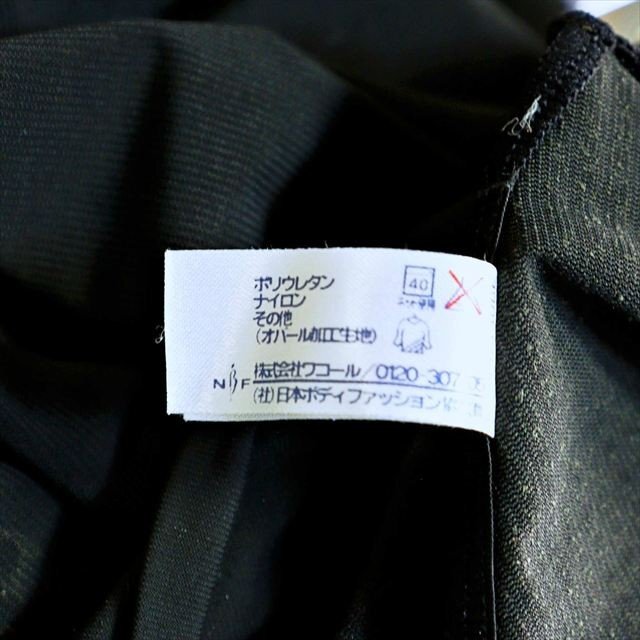 ポリウレタン
ナイロン
その他
(オパール加工生地)
40
N F 株式会社ワコール/0120-307
(社)日本ボディファッション